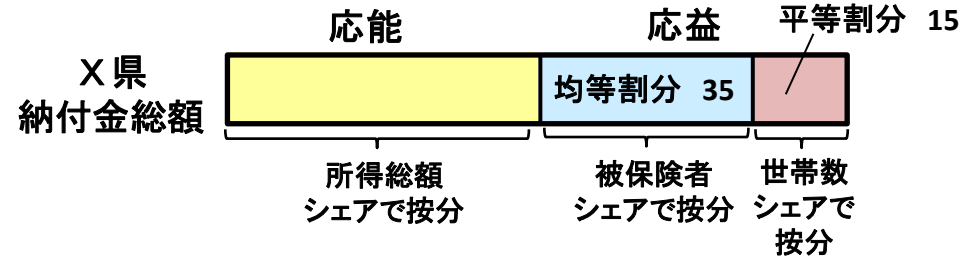 応能
応益
平等割分 15
X県
納付金総額
均等割分 35
所得総額
シェアで按分
被保険者
シェアで按分
世帯数
シェアで
按分